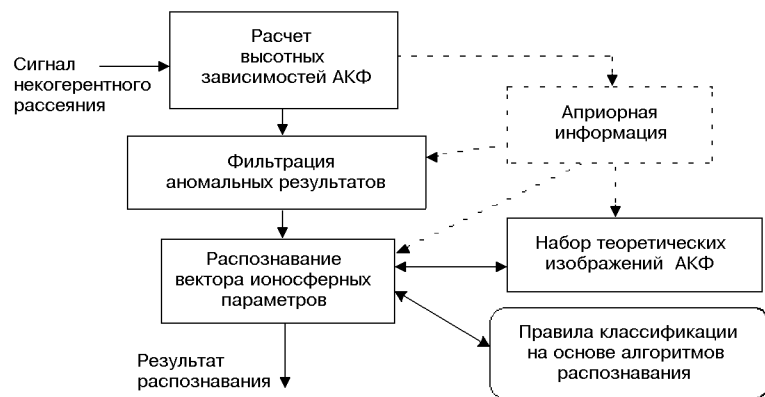 Расчет
высотных
зависимостей АКФ
Сигнал
некогерентного
рассеяния
Априорная
информация
Фильтрация
аномальных результатов
Распознавание
вектора ионосферных
параметров
Набор теоретических
изображений АКФ
Правила классификации
на основе алгоритмов
распознавания
Результат
распознавания